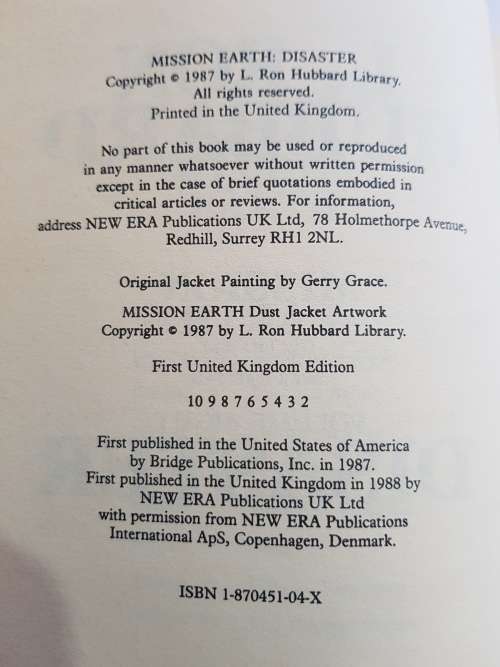 MISSION EARTH: DISASTER
Copyright © 1987 by L. Ron Hubbard Library.
All rights reserved.
Printed in the United Kingdom.
No part of this book may be used or reproduced
in any manner whatsoever without written permission
except in the case of brief quotations embodied in
critical articles or reviews. For information,
address NEW ERA Publications UK Ltd, 78 Holmethorpe Avenue,
Redhill, Surrey RH1 2NL.
Original Jacket Painting by Gerry Grace.
MISSION EARTH Dust Jacket Artwork
Copyright © 1987 by L. Ron Hubbard Library.
First United Kingdom Edition
10 9 8 7 6 5 4 3 2
First published in the United States of America
by Bridge Publications, Inc. in 1987.
First published in the United Kingdom in 1988 by
NEW ERA Publications UK Ltd
with permission from NEW ERA Publications
International ApS, Copenhagen, Denmark.
ISBN 1-870451-04-X